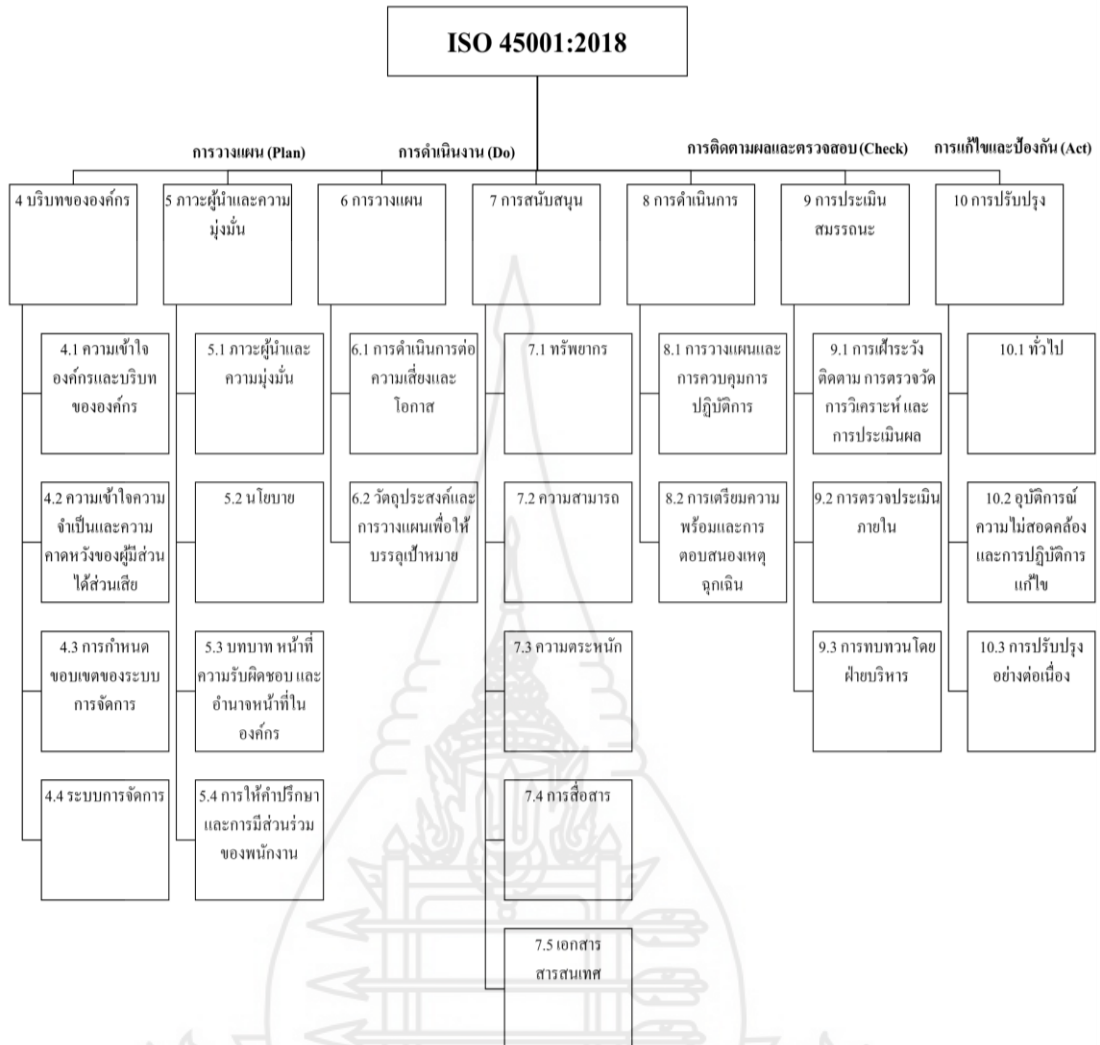 ISO 45001:2018
การวางแผน (Plan)
การดำเนินงาน (Do)
การติดตามผลและตรวจสอบ (Check)
การแก้ไขและป้องกัน (Act)
4 บริบทขององค์กร
5 ภาวะผู้นำและความ
มุ่งมั่น
6 การวางแผน
7 การสนับสนุน
8 การดำเนินการ
9 การประเมิน
สมรรถนะ
10 การปรับปรุง
4.1 ความเข้าใจ
องค์กรและบริบท
ขององค์กร
5.1 ภาวะผู้นำและ
ความมุ่งมั่น
6.1 การดำเนินการต่อ
ความเสี่ยงและ
โอกาส
7.1 ทรัพยากร
8.1 การวางแผนและ
การควบคุมการ
ปฏิบัติการ
9.1 การเฝ้าระวัง
ติดตาม การตรวจวัด
การวิเคราะห์ และ
การประเมินผล
10.1 ทั่วไป
4.2 ความเข้าใจความ
จำเป็นและความ
คาดหวังของผู้มีส่วน
ได้ส่วนเสีย
5.2 นโยบาย
6.2 วัตถุประสงค์และ
การวางแผนเพื่อให้
บรรลุเป้าหมาย
7.2 ความสามารถ
8.2 การเตรียมความ
พร้อมและการ
ตอบสนองเหตุ
ฉุกเฉิน
9.2 การตรวจประเมิน
ภายใน
10.2 อุบัติการณ์
ความไม่สอดคล้อง
และการปฏิบัติการ
แก้ไข
4.3 การกำหนด
ขอบเขตของระบบ
การจัดการ
5.3 บทบาท หน้าที่
ความรับผิดชอบ และ
อำนาจหน้าที่ใน
องค์กร
7.3 ความตระหนัก
9.3 การทบทวนโดย
ฝ่ายบริหาร
10.3 การปรับปรุง
อย่างต่อเนื่อง
4.4 ระบบการจัดการ
5.4 การให้คำปรึกษา
และการมีส่วนร่วม
ของพนักงาน
7.4 การสื่อสาร
7.5 เอกสาร
สารสนเทศ